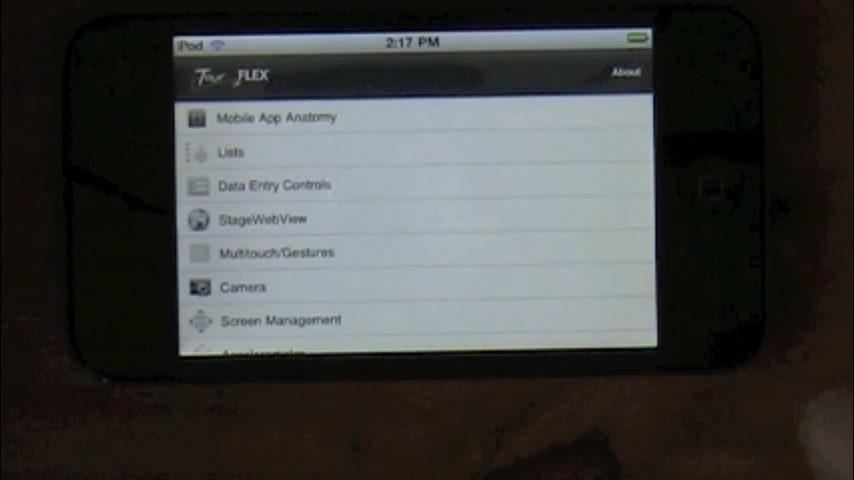 iPod 2:17 PM
Tour FLEX About
Mobile App Anatomy
Lists
Data Entry Controls
StageWebView
Multitouch/Gestures
Camera
Screen Management